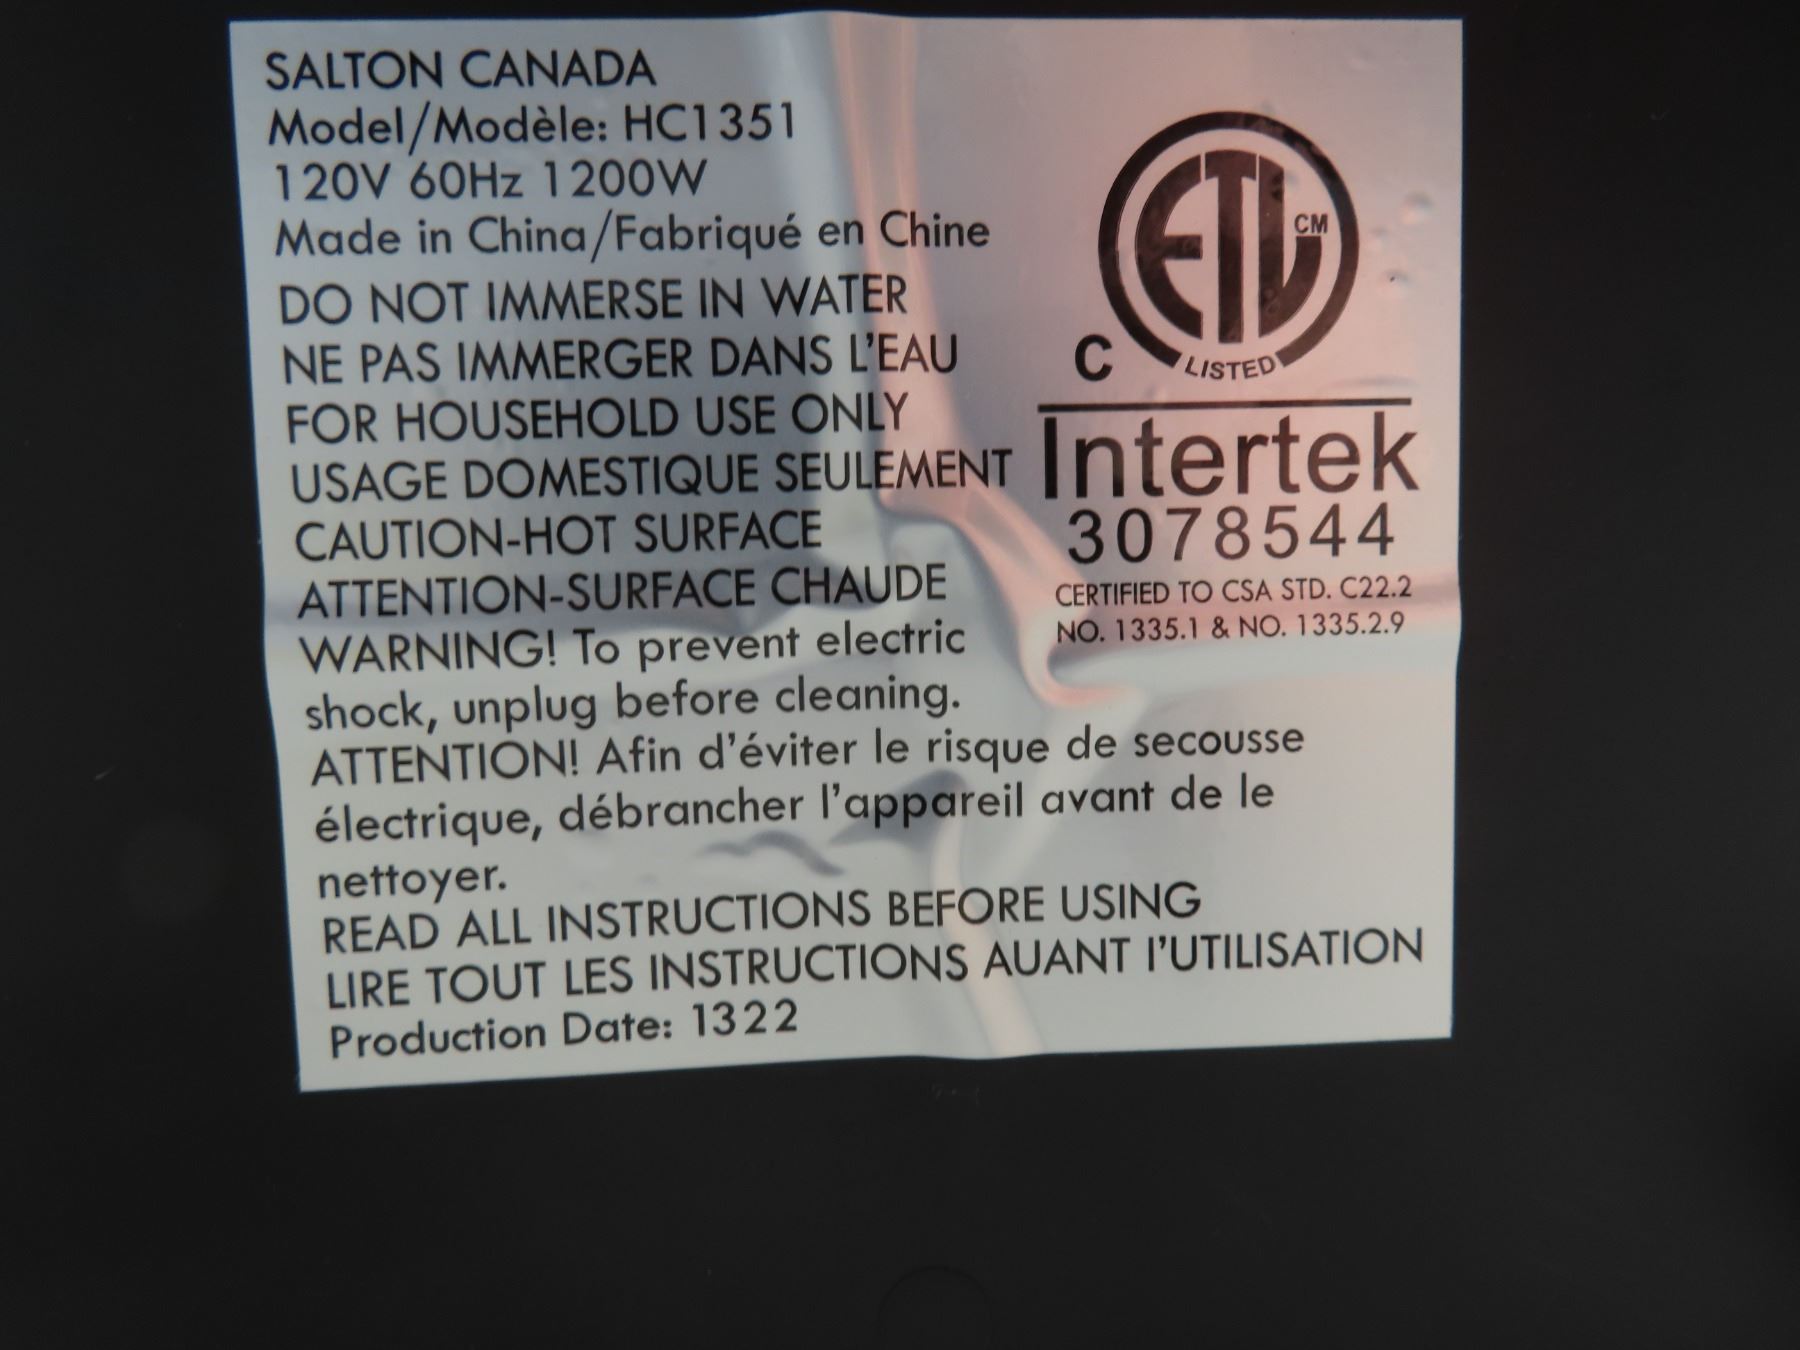 SALTON CANADA
Model/Modèle: HC1351
120V 60Hz 1200W
Made in China/Fabriqué en Chine
DO NOT IMMERSE IN WATER
NE PAS IMMERGER DANS L'EAU
FOR HOUSEHOLD USE ONLY
USAGE DOMESTIQUE SEULEMENT
CAUTION-HOT SURFACE
ATTENTION-SURFACE CHAUDE
WARNING! To prevent electric
shock, unplug before cleaning.
ATTENTION! Afin d'éviter le risque de secousse
électrique, débrancher l'appareil avant de le
nettoyer.
READ ALL INSTRUCTIONS BEFORE USING
LIRE TOUT LES INSTRUCTIONS AUANT l'UTILISATION
Production Date: 1322
ETL CM
C LISTED
Intertek
3078544
CERTIFIED TO CSA STD. C22.2
NO. 1335.1 & NO. 1335.2.9